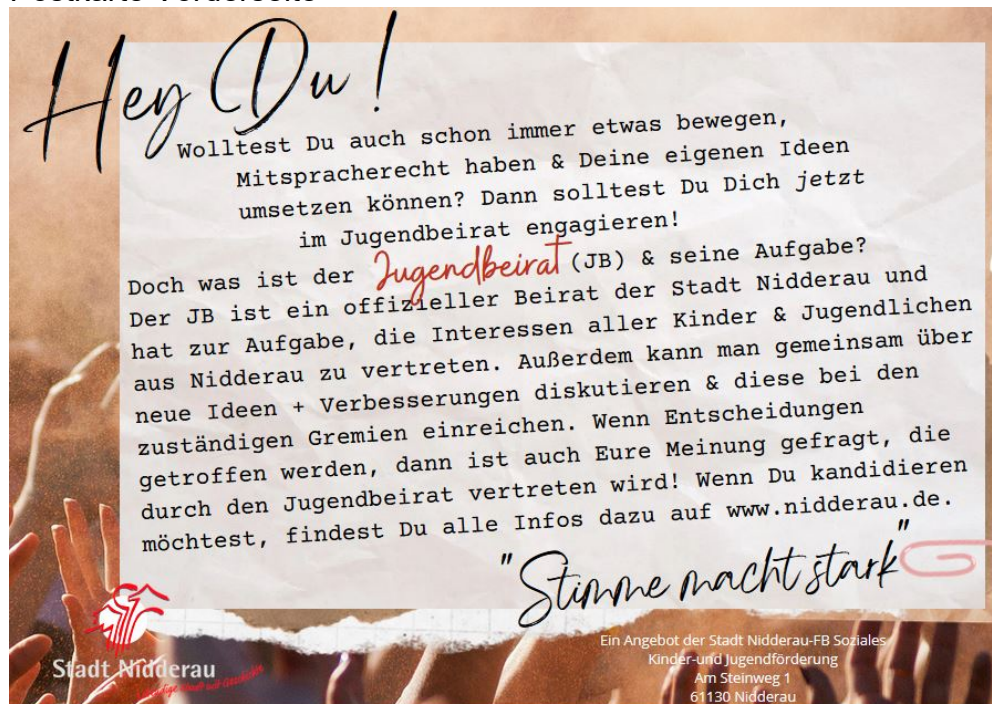 Hey Du!
Wolltest Du auch schon immer etwas bewegen,
Mitspracherecht haben & Deine eigenen Ideen
umsetzen können? Dann solltest Du Dich jetzt
im Jugendbeirat engagieren!
Doch was ist der Jugendbeirat (JB) & seine Aufgabe?
Der JB ist ein offizieller Beirat der Stadt Nidderau und
hat zur Aufgabe, die Interessen aller Kinder & Jugendlichen
aus Nidderau zu vertreten. Außerdem kann man gemeinsam über
neue Ideen + Verbesserungen diskutieren & diese bei den
zuständigen Gremien einreichen. Wenn Entscheidungen
getroffen werden, dann ist auch Eure Meinung gefragt, die
durch den Jugendbeirat vertreten wird! Wenn Du kandidieren
möchtest, findest Du alle Infos dazu auf www.nidderau.de.
"Stimme macht stark"
Stadt Nidderau
Ein Angebot der Stadt Nidderau-FB Soziales
Kinder-und Jugendförderung
Am Steinweg 1
61130 Nidderau